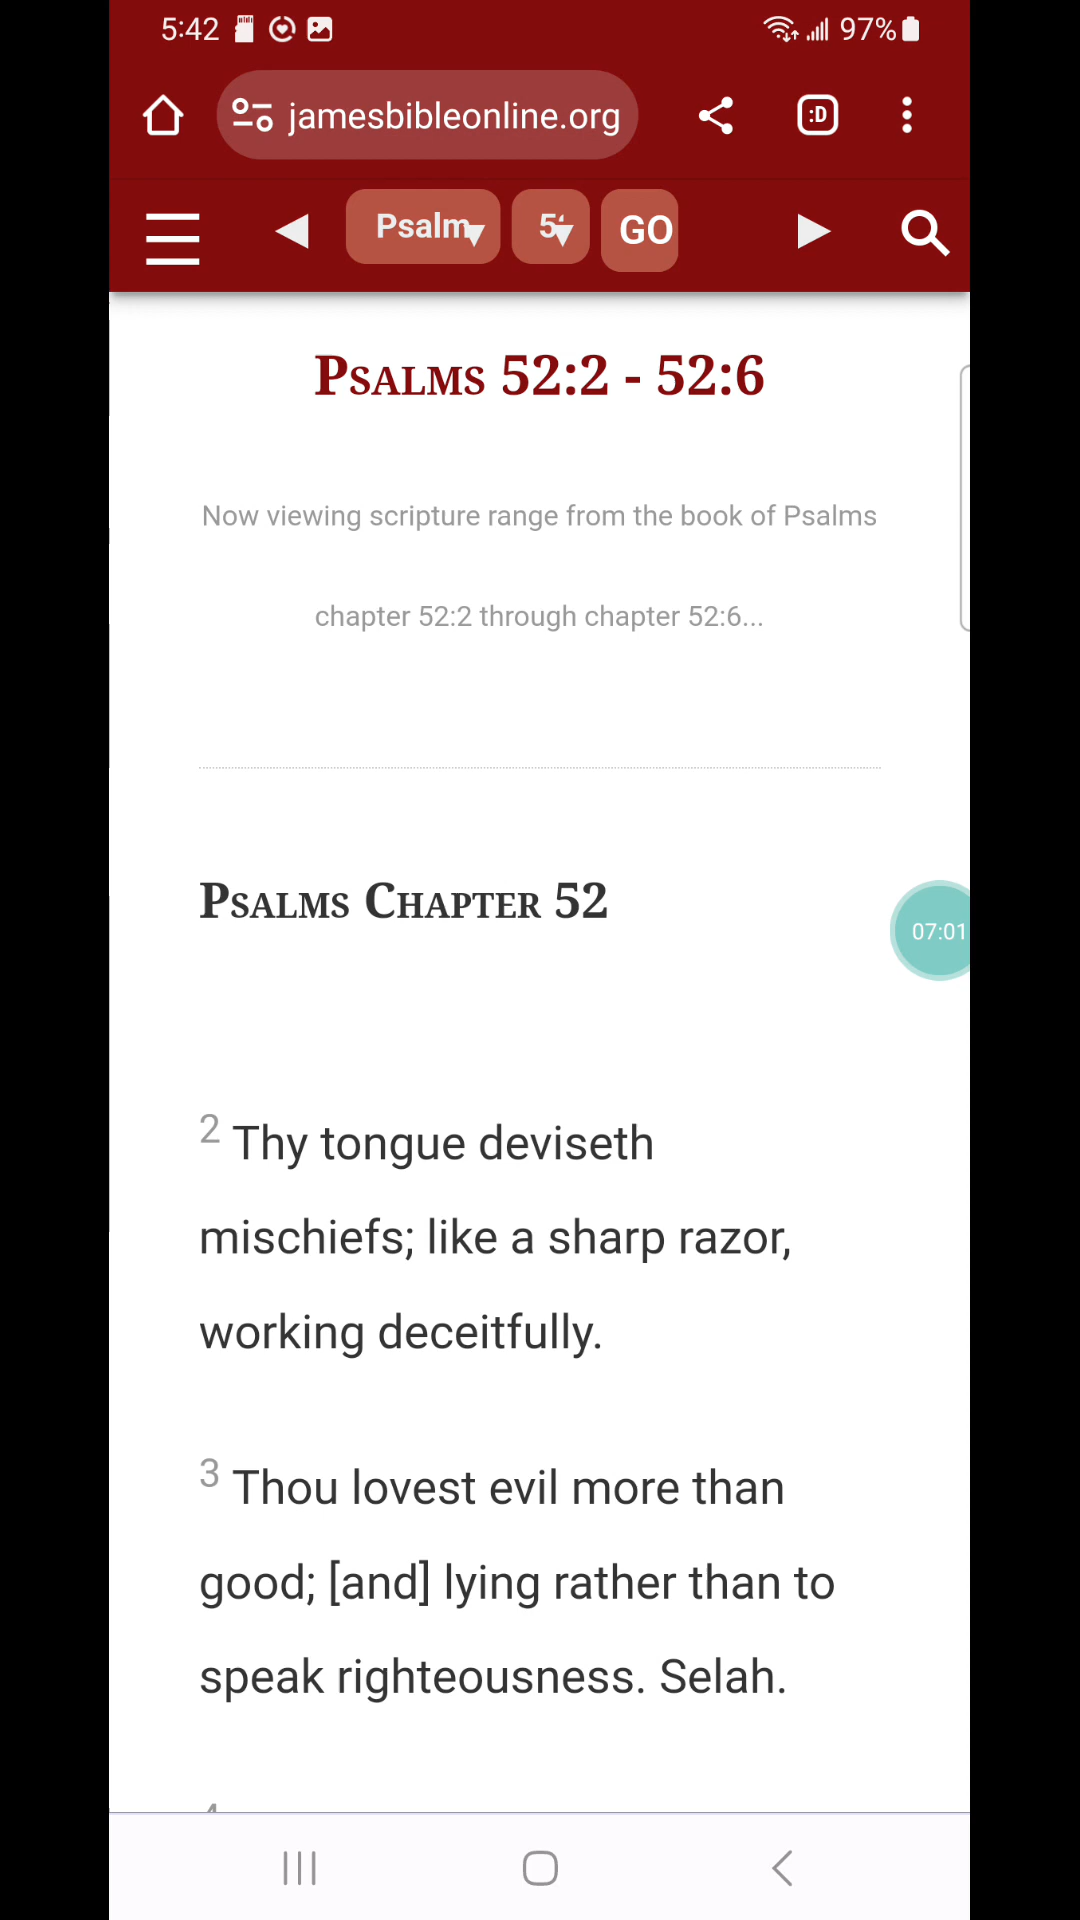 5:42 97%
jamesbibleonline.org :D
Psalm 5 GO
Psalms 52:2 - 52:6
Now viewing scripture range from the book of Psalms
chapter 52:2 through chapter 52:6...
Psalms Chapter 52
07:01
2 Thy tongue deviseth
mischiefs; like a sharp razor,
working deceitfully.
3 Thou lovest evil more than
good; [and] lying rather than to
speak righteousness. Selah.